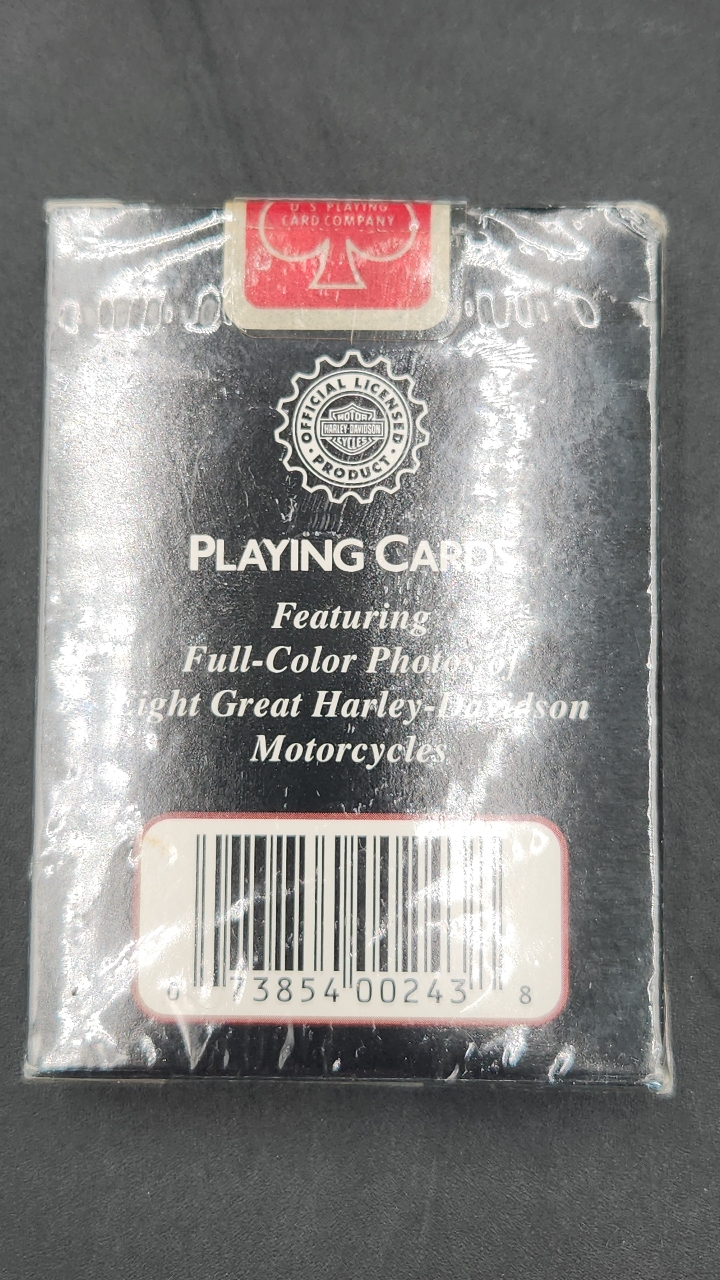 U.S. PLAYING
CARD COMPANY
OFFICIAL LICENSED
MOTOR
HARLEY-DAVIDSON
CYCLES
PRODUCT
PLAYING CARDS
Featuring
Full-Color Photos of
Eight Great Harley-Davidson
Motorcycles
0 73854 00243 8